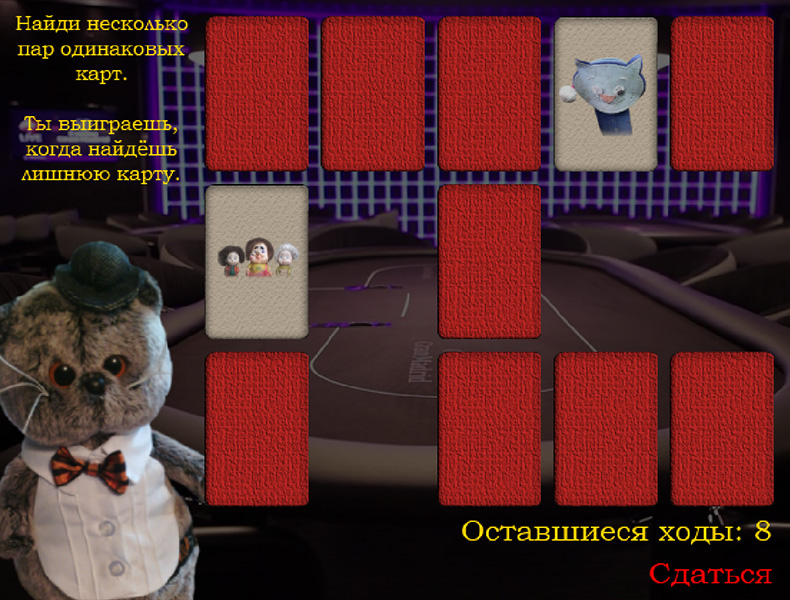 Найди несколько
пар одинаковых
карт.
Ты выиграешь,
когда найдёшь
лишнюю карту.
Оставшиеся ходы: 8
Сдаться